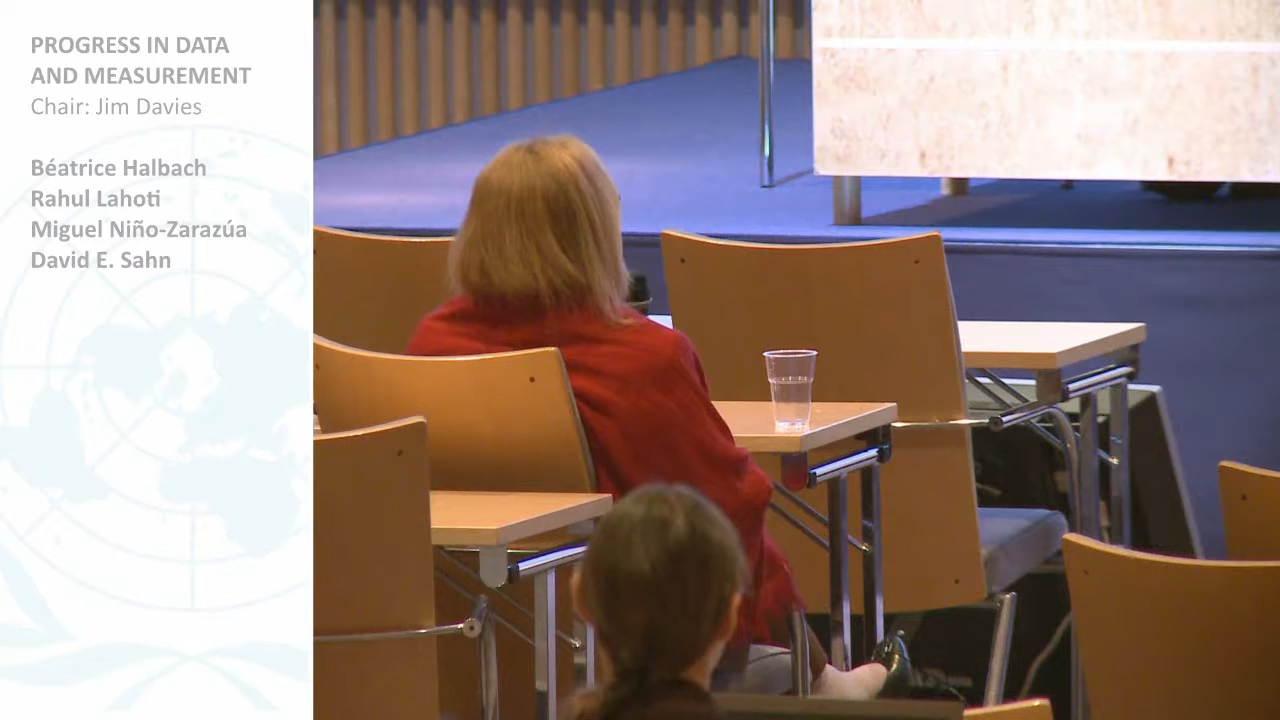 PROGRESS IN DATA
AND MEASUREMENT
Chair: Jim Davies
Béatrice Halbach
Rahul Lahoti
Miguel Niño-Zarazúa
David E. Sahn